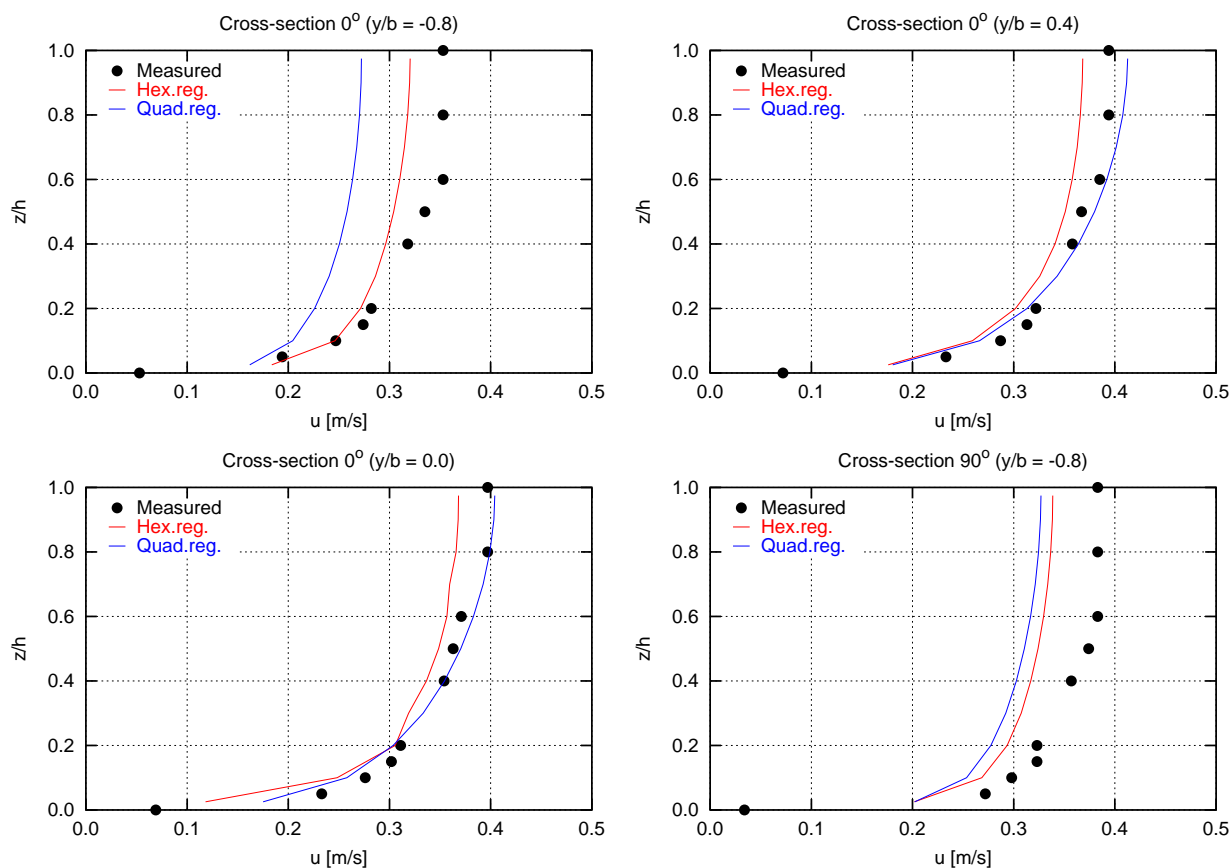 Cross-section 0° (y/b = -0.8)
1.0
0.8
0.6
0.4
0.2
0.0
z/h
Measured
Hex.reg.
Quad.reg.
0.0 0.1 0.2 0.3 0.4 0.5
u [m/s]
Cross-section 0° (y/b = 0.4)
1.0
0.8
0.6
0.4
0.2
0.0
z/h
Measured
Hex.reg.
Quad.reg.
0.0 0.1 0.2 0.3 0.4 0.5
u [m/s]
Cross-section 0° (y/b = 0.0)
1.0
0.8
0.6
0.4
0.2
0.0
z/h
Measured
Hex.reg.
Quad.reg.
0.0 0.1 0.2 0.3 0.4 0.5
u [m/s]
Cross-section 90° (y/b = -0.8)
1.0
0.8
0.6
0.4
0.2
0.0
z/h
Measured
Hex.reg.
Quad.reg.
0.0 0.1 0.2 0.3 0.4 0.5
u [m/s]